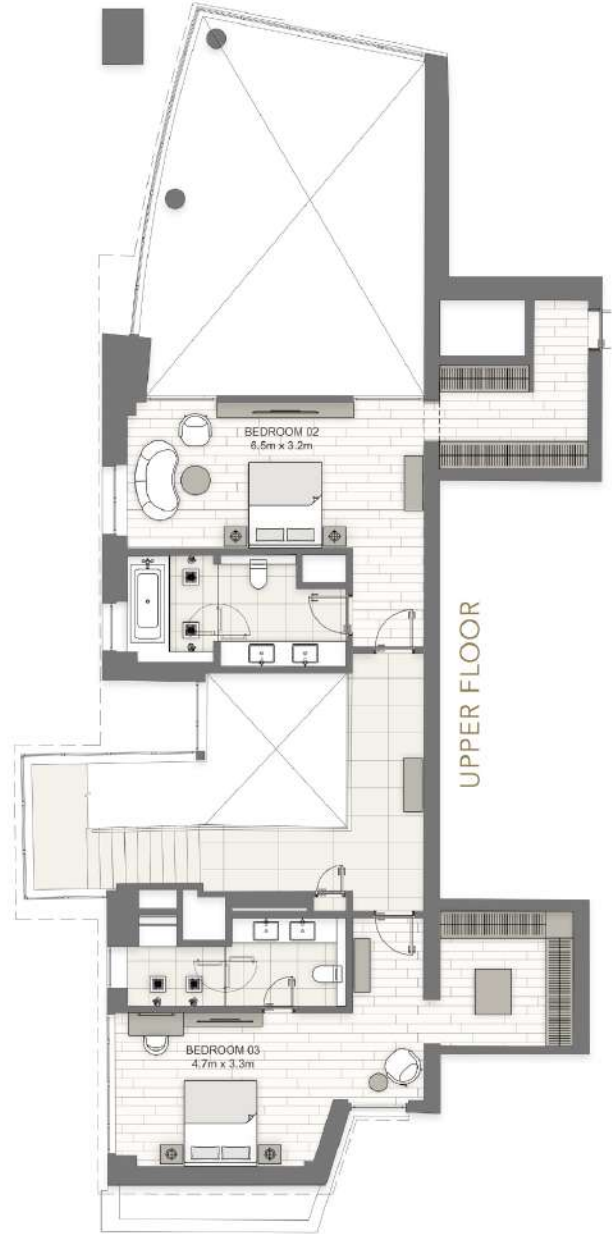 BEDROOM 02
6.5m x 3.2m
UPPER FLOOR
BEDROOM 03
4.7m x 3.3m